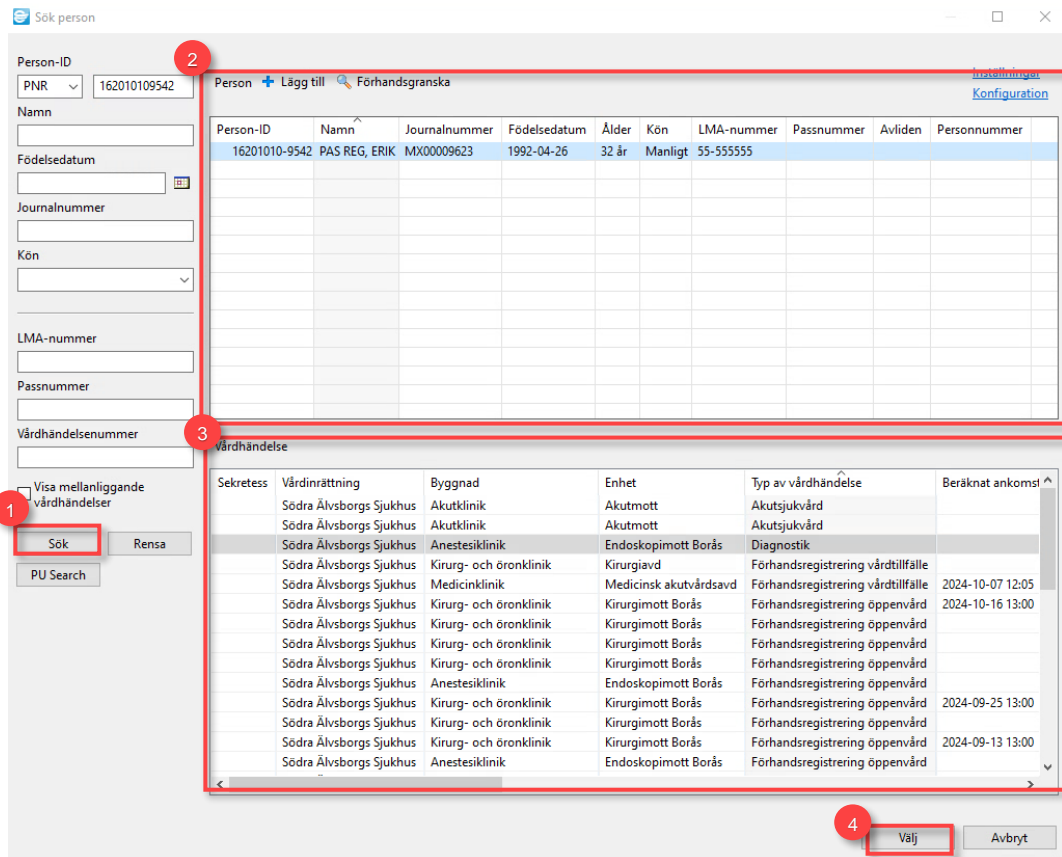 Sök person
Person-ID
PNR 162010109542
Namn
Födelsedatum
Journalnummer
Kön
LMA-nummer
Passnummer
Vårdhändelsenummer
Visa mellanliggande
vårdhändelser
1
Sök Rensa
PU Search
2
Person Lägg till Förhandsgranska
Inställningar
Konfiguration
Person-ID Namn Journalnummer Födelsedatum Ålder Kön LMA-nummer Passnummer Avliden Personnummer
16201010-9542 PAS REG, ERIK MX00009623 1992-04-26 32 år Manligt 55-555555
3
Vårdhändelse
Sekretess Vårdinrättning Byggnad Enhet Typ av vårdhändelse Beräknat ankomst
Södra Älvsborgs Sjukhus Akutklinik Akutmott Akutsjukvård
Södra Älvsborgs Sjukhus Akutklinik Akutmott Akutsjukvård
Södra Älvsborgs Sjukhus Anestesiklinik Endoskopimott Borås Diagnostik
Södra Älvsborgs Sjukhus Kirurg- och öronklinik Kirurgiavd Förhandsregistrering vårdtillfälle
Södra Älvsborgs Sjukhus Medicinklinik Medicinsk akutvårdsavd Förhandsregistrering vårdtillfälle 2024-10-07 12:05
Södra Älvsborgs Sjukhus Kirurg- och öronklinik Kirurgimott Borås Förhandsregistrering öppenvård 2024-10-16 13:00
Södra Älvsborgs Sjukhus Kirurg- och öronklinik Kirurgimott Borås Förhandsregistrering öppenvård
Södra Älvsborgs Sjukhus Kirurg- och öronklinik Kirurgimott Borås Förhandsregistrering öppenvård
Södra Älvsborgs Sjukhus Kirurg- och öronklinik Kirurgimott Borås Förhandsregistrering öppenvård
Södra Älvsborgs Sjukhus Anestesiklinik Endoskopimott Borås Förhandsregistrering öppenvård
Södra Älvsborgs Sjukhus Kirurg- och öronklinik Kirurgimott Borås Förhandsregistrering öppenvård 2024-09-25 13:00
Södra Älvsborgs Sjukhus Kirurg- och öronklinik Kirurgimott Borås Förhandsregistrering öppenvård
Södra Älvsborgs Sjukhus Kirurg- och öronklinik Kirurgimott Borås Förhandsregistrering öppenvård 2024-09-13 13:00
Södra Älvsborgs Sjukhus Anestesiklinik Endoskopimott Borås Förhandsregistrering öppenvård
4
Välj Avbryt